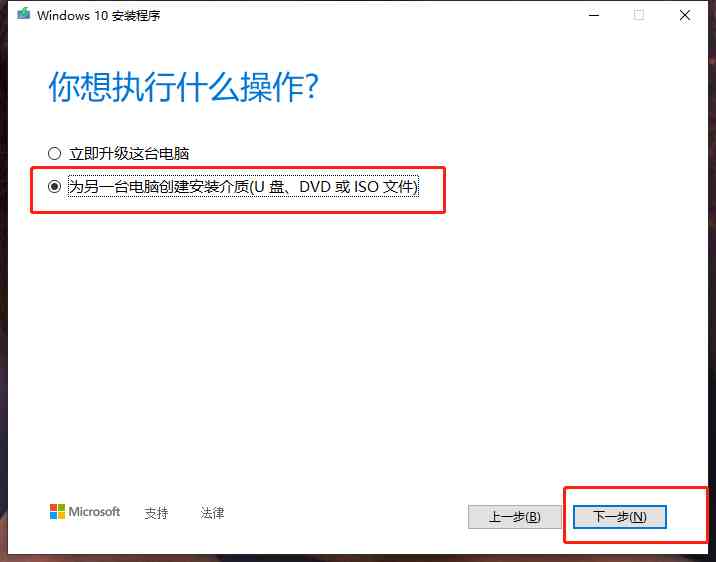 Windows 10 安装程序
你想执行什么操作?
立即升级这台电脑
为另一台电脑创建安装介质(U 盘、DVD 或 ISO 文件)
Microsoft 支持 法律 上一步(B) 下一步(N)